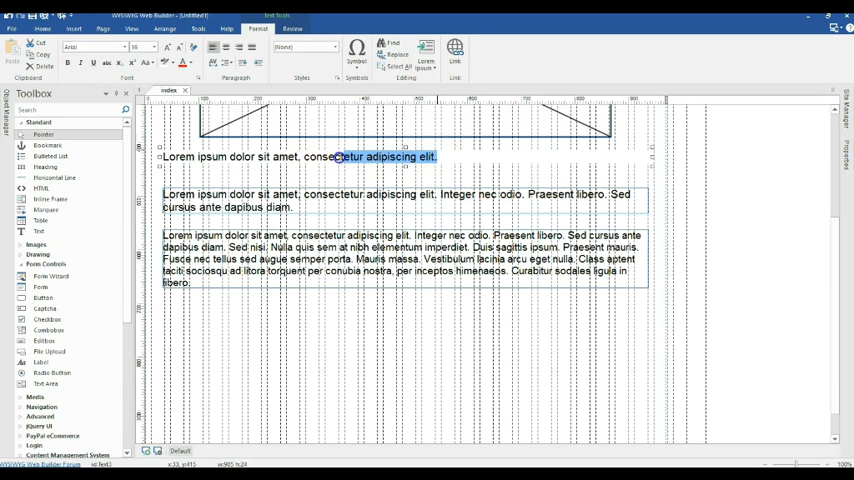 WYSIWYG Web Builder - [Untitled1]
Text Tools
File Home Insert Page View Arrange Tools Help Format Review
Paste
Cut
Copy
Delete
Clipboard
Arial 16
Font
Paragraph
(None)
Styles
Symbol
Symbol
Find
Replace
Select All
Lorem
Ipsum
Editing
Link
Link
Toolbox
Search
Standard
Pointer
Bookmark
Bulleted List
Heading
Horizontal Line
HTML
Inline Frame
Marquee
Table
Text
Images
Drawing
Form Controls
Form Wizard
Form
Button
Captcha
Checkbox
Combobox
Editbox
File Upload
Label
Radio Button
Text Area
Media
Navigation
Advanced
jQuery UI
PayPal eCommerce
Login
Content Management System
Object Manager
index
Lorem ipsum dolor sit amet, consectetur adipiscing elit.
Lorem ipsum dolor sit amet, consectetur adipiscing elit. Integer nec odio. Praesent libero. Sed
cursus ante dapibus diam.
Lorem ipsum dolor sit amet, consectetur adipiscing elit. Integer nec odio. Praesent libero. Sed cursus ante
dapibus diam. Sed nisi. Nulla quis sem at nibh elementum imperdiet. Duis sagittis ipsum. Praesent mauris.
Fusce nec tellus sed augue semper porta. Mauris massa. Vestibulum lacinia arcu eget nulla. Class aptent
taciti sociosqu ad litora torquent per conubia nostra, per inceptos himenaeos. Curabitur sodales ligula in
libero.
Site Manager
Properties
Default
WYSIWYG Web Builder Forum id:Text3 x:33, y:415 w:905 h:24 100%